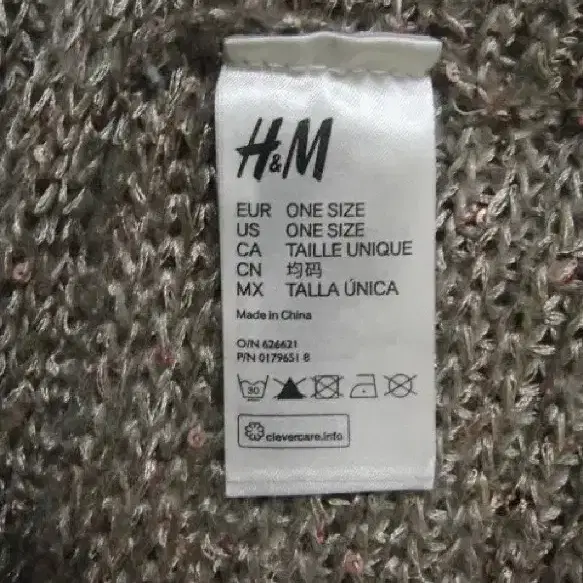 H&M
EUR ONE SIZE
US ONE SIZE
CA TAILLE UNIQUE
CN 均码
MX TALLA ÚNICA
Made in China
O/N 626621
P/N 0179651 8
30
clevercare.info